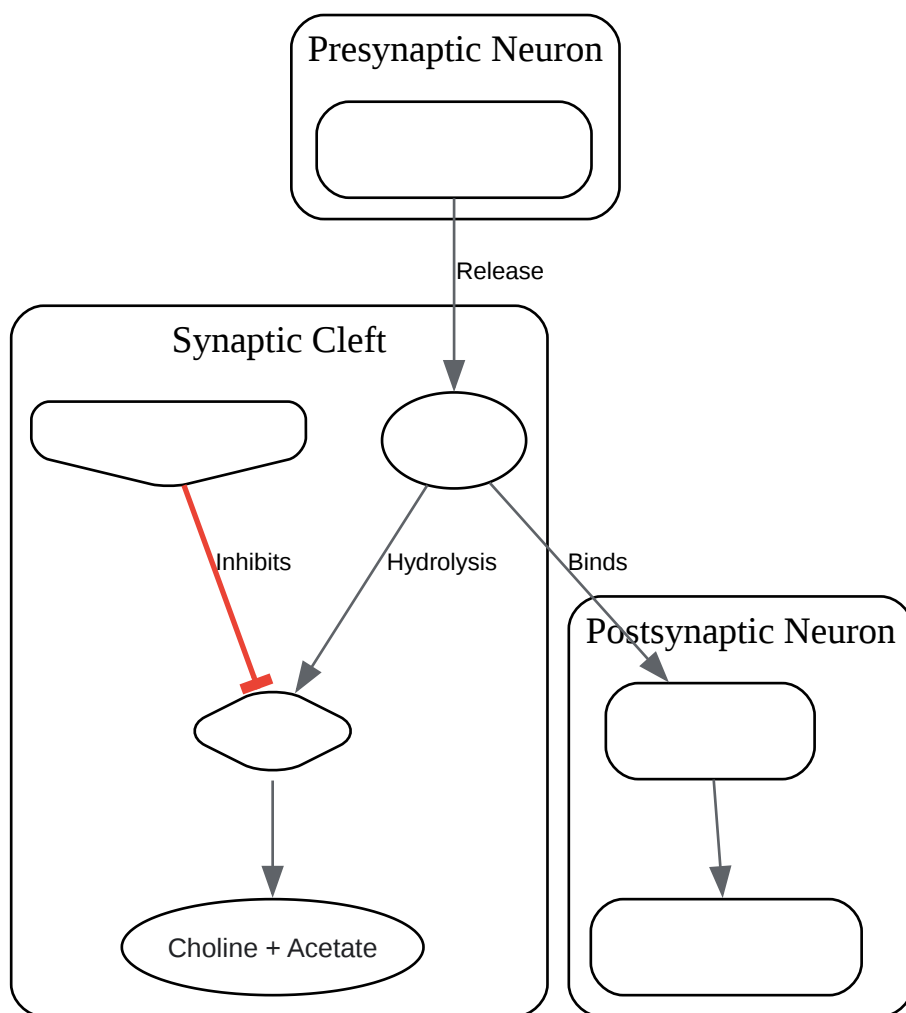 Presynaptic Neuron
Release
Synaptic Cleft
Inhibits
Hydrolysis
Binds
Postsynaptic Neuron
Choline + Acetate